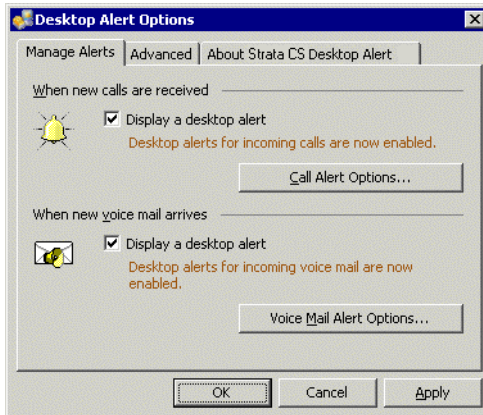 Desktop Alert Options
Manage Alerts Advanced About Strata CS Desktop Alert
When new calls are received
Display a desktop alert
Desktop alerts for incoming calls are now enabled.
Call Alert Options...
When new voice mail arrives
Display a desktop alert
Desktop alerts for incoming voice mail are now
enabled.
Voice Mail Alert Options...
OK Cancel Apply